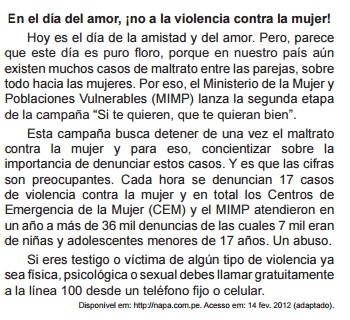 En el día del amor, ¡no a la violencia contra la mujer!
Hoy es el día de la amistad y del amor. Pero, parece
que este día es puro floro, porque en nuestro país aún
existen muchos casos de maltrato entre las parejas, sobre
todo hacia las mujeres. Por eso, el Ministerio de la Mujer y
Poblaciones Vulnerables (MIMP) lanza la segunda etapa
de la campaña “Si te quieren, que te quieran bien”.
Esta campaña busca detener de una vez el maltrato
contra la mujer y para eso, concientizar sobre la
importancia de denunciar estos casos. Y es que las cifras
son preocupantes. Cada hora se denuncian 17 casos
de violencia contra la mujer y en total los Centros de
Emergencia de la Mujer (CEM) y el MIMP atendieron en
un año a más de 36 mil denuncias de las cuales 7 mil eran
de niñas y adolescentes menores de 17 años. Un abuso.
Si eres testigo o víctima de algún tipo de violencia ya
sea física, psicológica o sexual debes llamar gratuitamente
a la línea 100 desde un teléfono fijo o celular.
Disponível em: http://napa.com.pe. Acesso em: 14 fev. 2012 (adaptado).